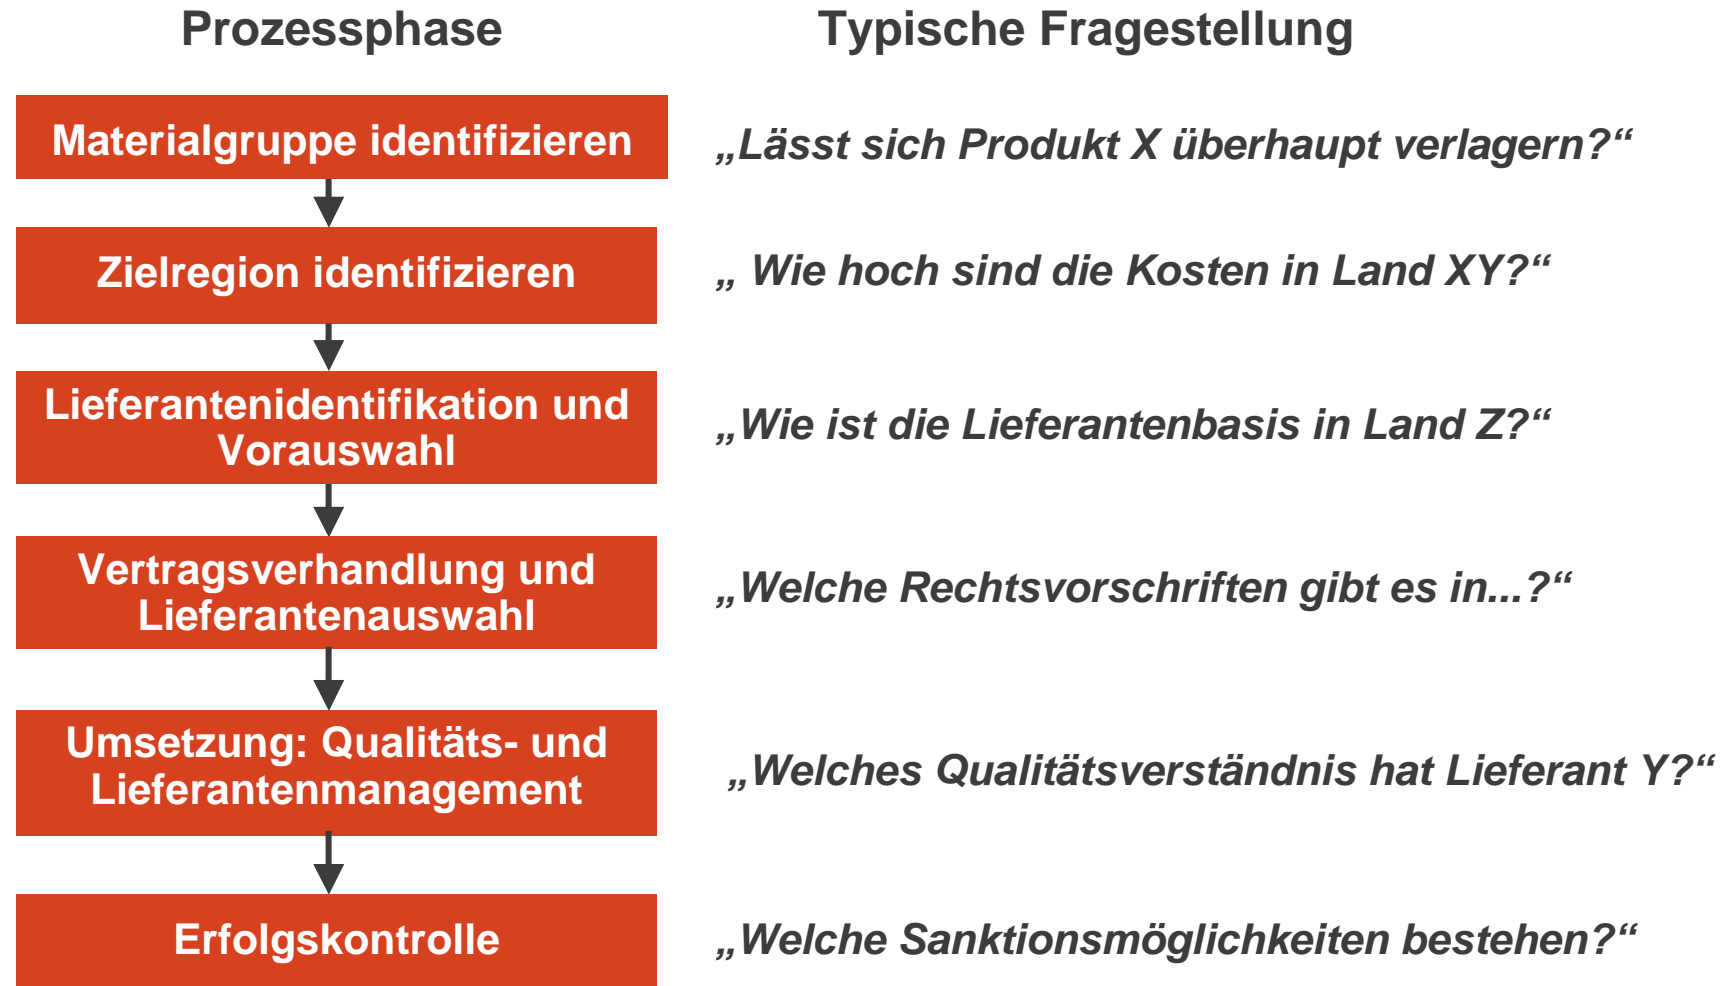 Prozessphase
Typische Fragestellung
Materialgruppe identifizieren
„Lässt sich Produkt X überhaupt verlagern?“
Zielregion identifizieren
„ Wie hoch sind die Kosten in Land XY?“
Lieferantenidentifikation und
Vorauswahl
„Wie ist die Lieferantenbasis in Land Z?“
Vertragsverhandlung und
Lieferantenauswahl
„Welche Rechtsvorschriften gibt es in...?“
Umsetzung: Qualitäts- und
Lieferantenmanagement
„Welches Qualitätsverständnis hat Lieferant Y?“
Erfolgskontrolle
„Welche Sanktionsmöglichkeiten bestehen?“